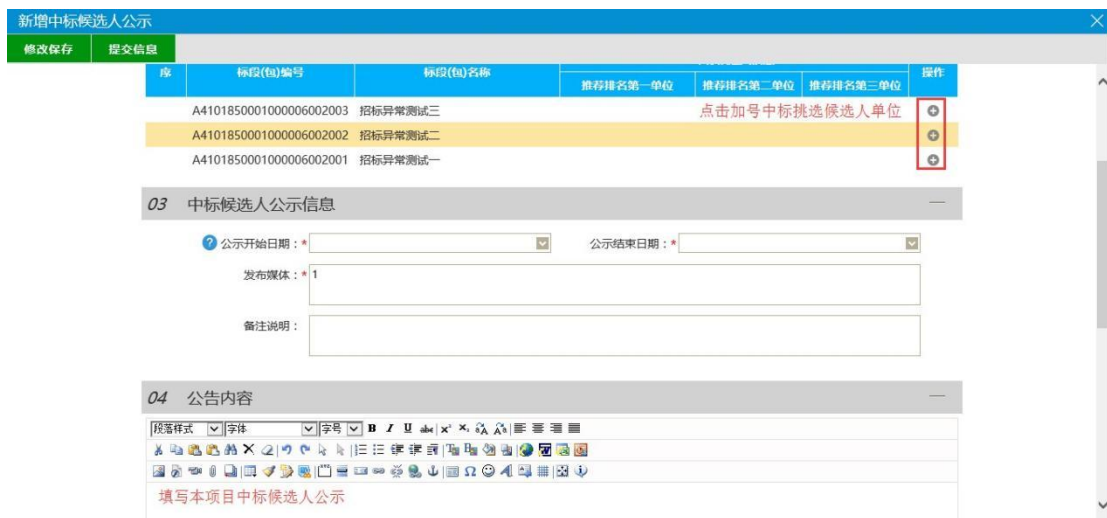 新增中标候选人公示
修改保存 提交信息
序 标段(包)编号 标段(包)名称 操作
推荐排名第一单位 推荐排名第二单位 推荐排名第三单位
A4101850001000006002003 招标异常测试三 点击加号中标挑选候选人单位
A4101850001000006002002 招标异常测试二
A4101850001000006002001 招标异常测试一
03 中标候选人公示信息
公示开始日期：* 公示结束日期：*
发布媒体：* 1
备注说明：
04 公告内容
段落样式 字体 字号
填写本项目中标候选人公示